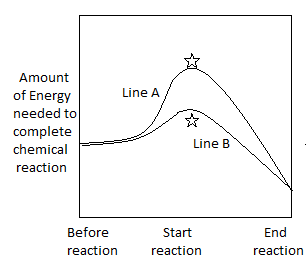 Amount
of Energy
needed to
complete
chemical
reaction
Line A
Line B
Before
reaction
Start
reaction
End
reaction